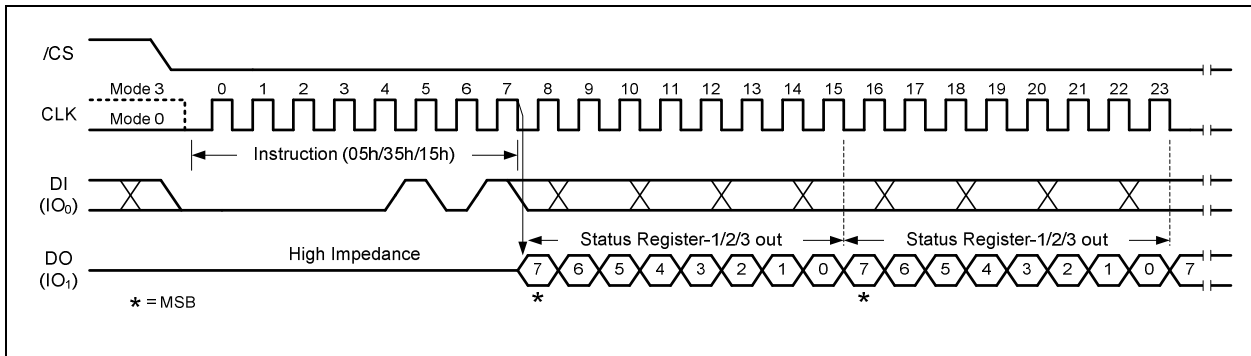 /CS
Mode 3
0 1 2 3 4 5 6 7 8 9 10 11 12 13 14 15 16 17 18 19 20 21 22 23
CLK
Mode 0
Instruction (05h/35h/15h)
DI
(IO₀)
Status Register-1/2/3 out Status Register-1/2/3 out
High Impedance
DO
(IO₁)
7 6 5 4 3 2 1 0 7 6 5 4 3 2 1 0 7
* *
* = MSB